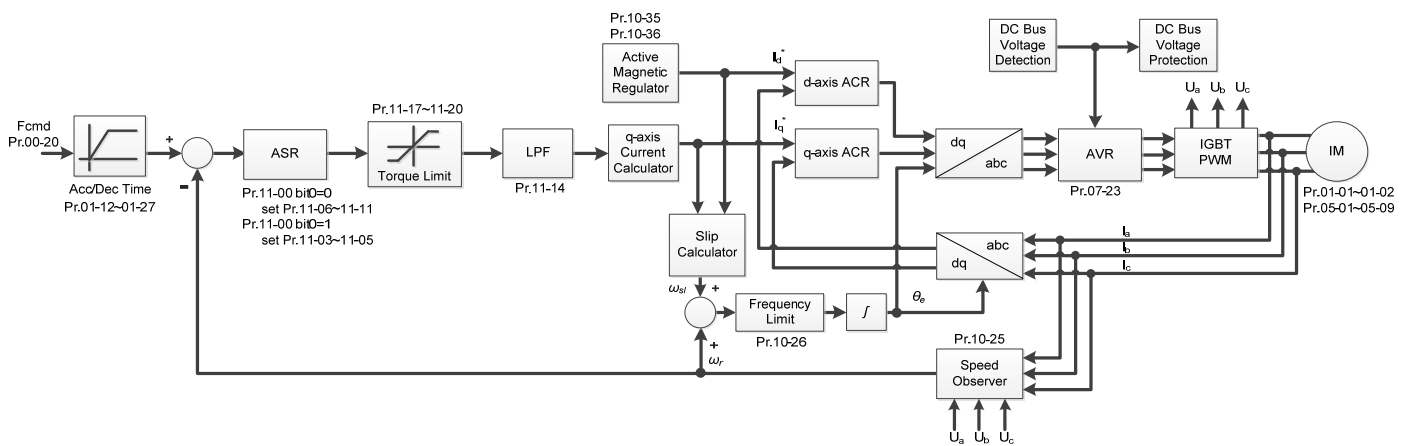 Fcmd
Pr.00-20
Acc/Dec Time
Pr.01-12~01-27
+
-
ASR
Pr.11-00 bit0=0
set Pr.11-06~11-11
Pr.11-00 bit0=1
set Pr.11-03~11-05
Pr.11-17~11-20
Torque Limit
LPF
Pr.11-14
Pr.10-35
Pr.10-36
Active
Magnetic
Regulator
q-axis
Current
Calculator
Id*
Iq*
d-axis ACR
q-axis ACR
dq
abc
DC Bus
Voltage
Detection
DC Bus
Voltage
Protection
AVR
Pr.07-23
Ua Ub Uc
IGBT
PWM
IM
Pr.01-01~01-02
Pr.05-01~05-09
Slip
Calculator
ωsl +
+
ωr
Frequency
Limit
Pr.10-26
∫
θe
abc
dq
Ia
Ib
Ic
Pr.10-25
Speed
Observer
Ua Ub Uc